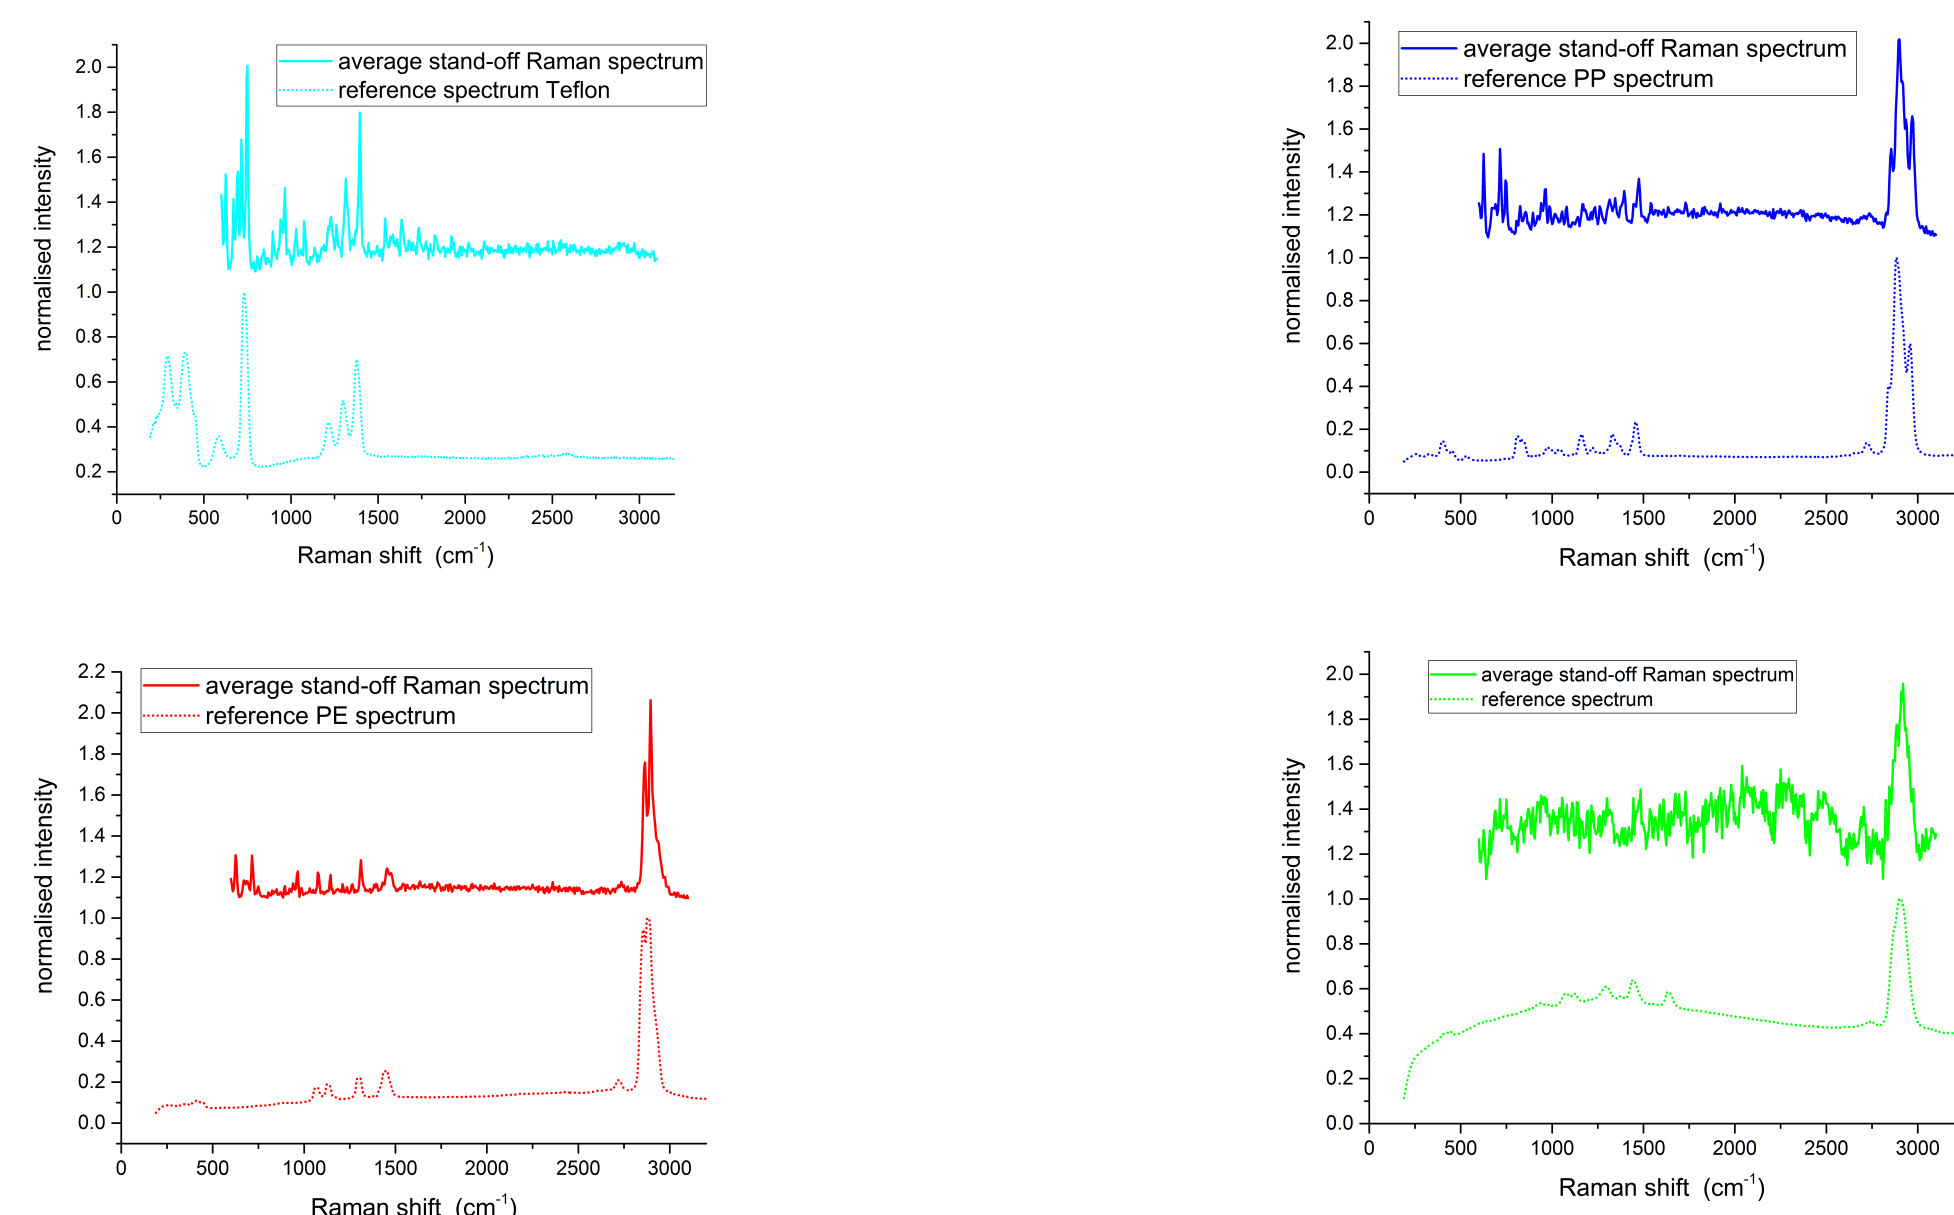 average stand-off Raman spectrum
reference spectrum Teflon
normalised intensity
2.0
1.8
1.6
1.4
1.2
1.0
0.8
0.6
0.4
0.2
0 500 1000 1500 2000 2500 3000
Raman shift (cm-1)
average stand-off Raman spectrum
reference PP spectrum
normalised intensity
2.0
1.8
1.6
1.4
1.2
1.0
0.8
0.6
0.4
0.2
0.0
0 500 1000 1500 2000 2500 3000
Raman shift (cm-1)
average stand-off Raman spectrum
reference PE spectrum
normalised intensity
2.2
2.0
1.8
1.6
1.4
1.2
1.0
0.8
0.6
0.4
0.2
0.0
0 500 1000 1500 2000 2500 3000
Raman shift (cm-1)
average stand-off Raman spectrum
reference spectrum
normalised intensity
2.0
1.8
1.6
1.4
1.2
1.0
0.8
0.6
0.4
0.2
0.0
0 500 1000 1500 2000 2500 3000
Raman shift (cm-1)